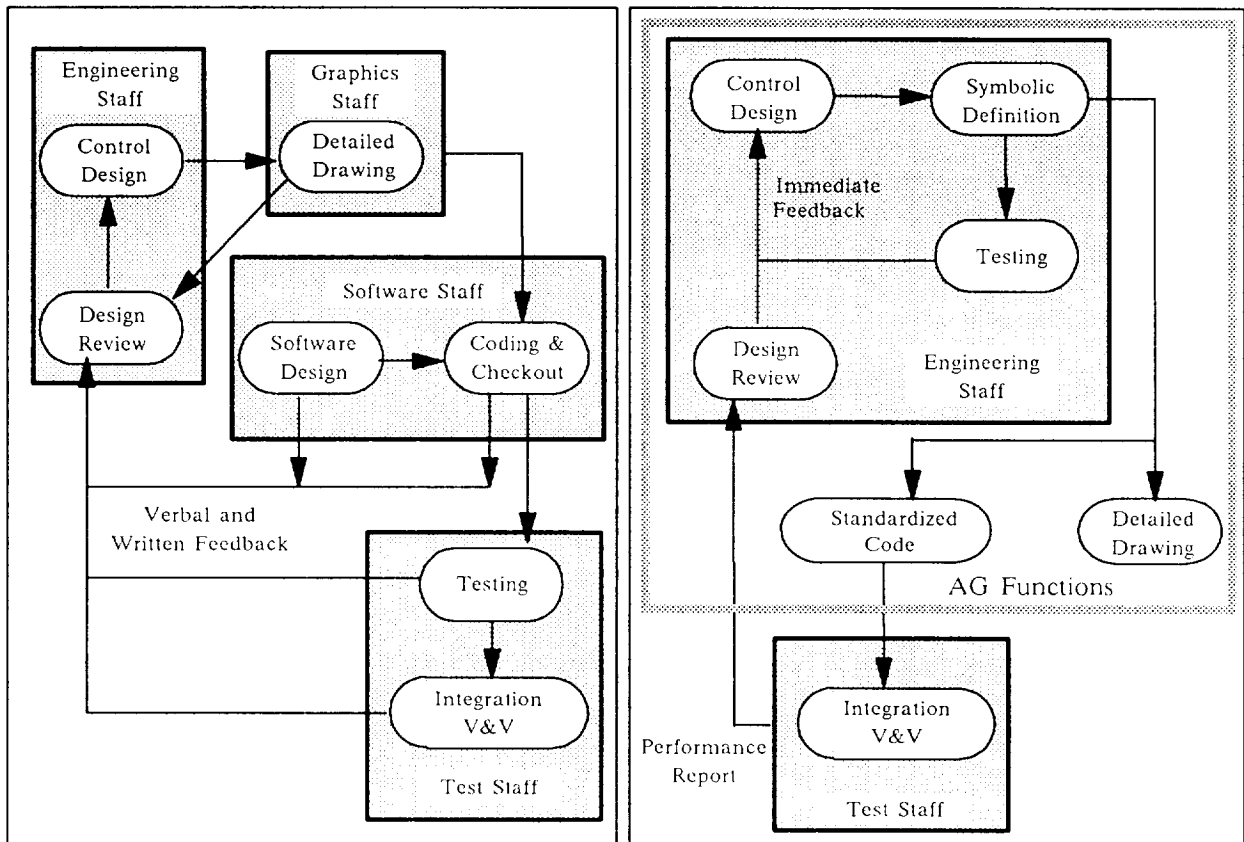 Engineering
Staff
Control
Design
Design
Review
Graphics
Staff
Detailed
Drawing
Software Staff
Software
Design
Coding &
Checkout
Verbal and
Written Feedback
Testing
Integration
V&V
Test Staff
Control
Design
Symbolic
Definition
Immediate
Feedback
Testing
Design
Review
Engineering
Staff
Standardized
Code
Detailed
Drawing
AG Functions
Performance
Report
Integration
V&V
Test Staff